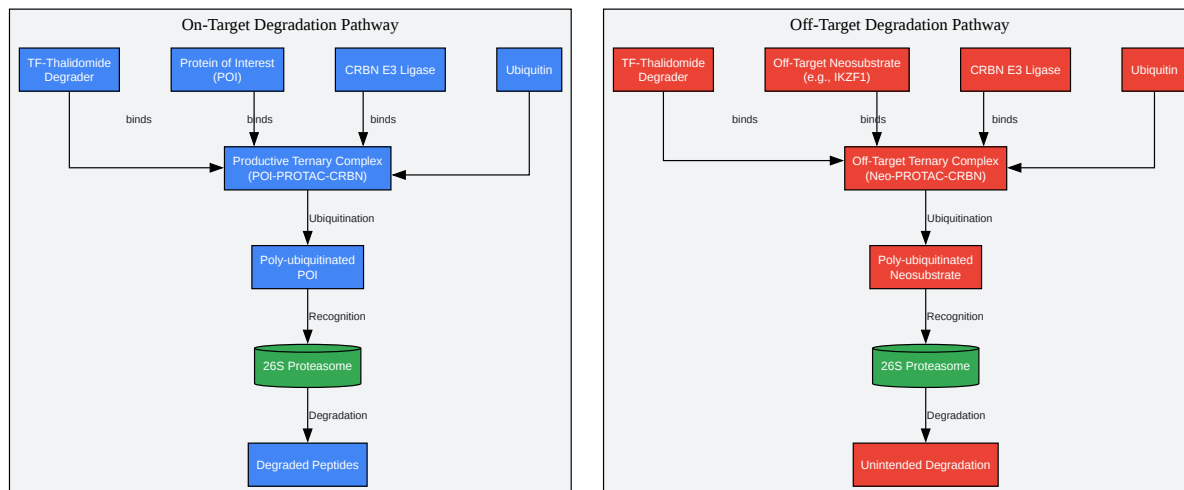 On-Target Degradation Pathway
TF-Thalidomide
Degrader
Protein of Interest
(POI)
CRBN E3 Ligase
Ubiquitin
binds
binds
binds
Productive Ternary Complex
(POI-PROTAC-CRBN)
Ubiquitination
Poly-ubiquitinated
POI
Recognition
26S Proteasome
Degradation
Degraded Peptides
Off-Target Degradation Pathway
TF-Thalidomide
Degrader
Off-Target Neosubstrate
(e.g., IKZF1)
CRBN E3 Ligase
Ubiquitin
binds
binds
binds
Off-Target Ternary Complex
(Neo-PROTAC-CRBN)
Ubiquitination
Poly-ubiquitinated
Neosubstrate
Recognition
26S Proteasome
Degradation
Unintended Degradation